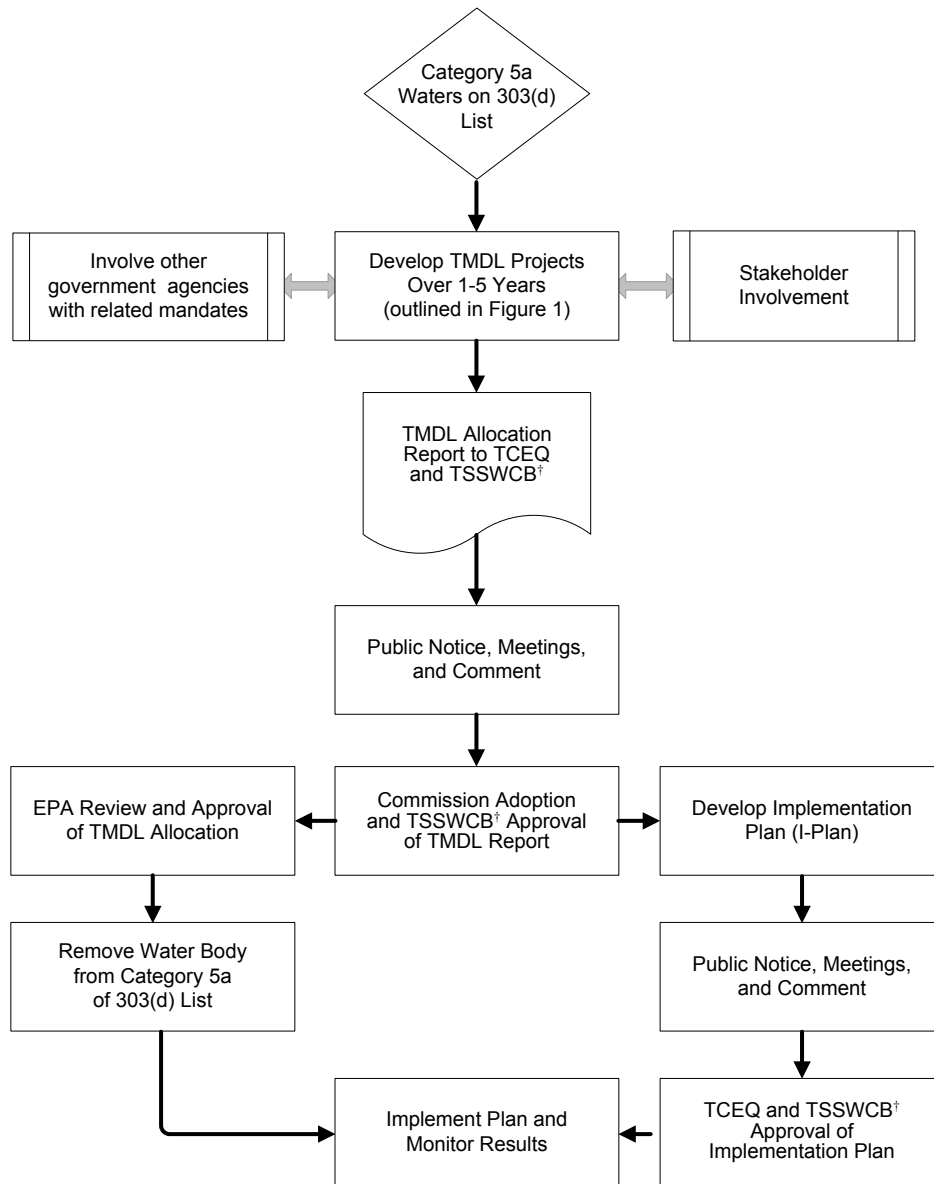 Category 5a
Waters on 303(d)
List
Involve other
government agencies
with related mandates
Develop TMDL Projects
Over 1-5 Years
(outlined in Figure 1)
Stakeholder
Involvement
TMDL Allocation
Report to TCEQ
and TSSWCB†
Public Notice, Meetings,
and Comment
EPA Review and Approval
of TMDL Allocation
Commission Adoption
and TSSWCB† Approval
of TMDL Report
Develop Implementation
Plan (I-Plan)
Remove Water Body
from Category 5a
of 303(d) List
Public Notice, Meetings,
and Comment
Implement Plan and
Monitor Results
TCEQ and TSSWCB†
Approval of
Implementation Plan